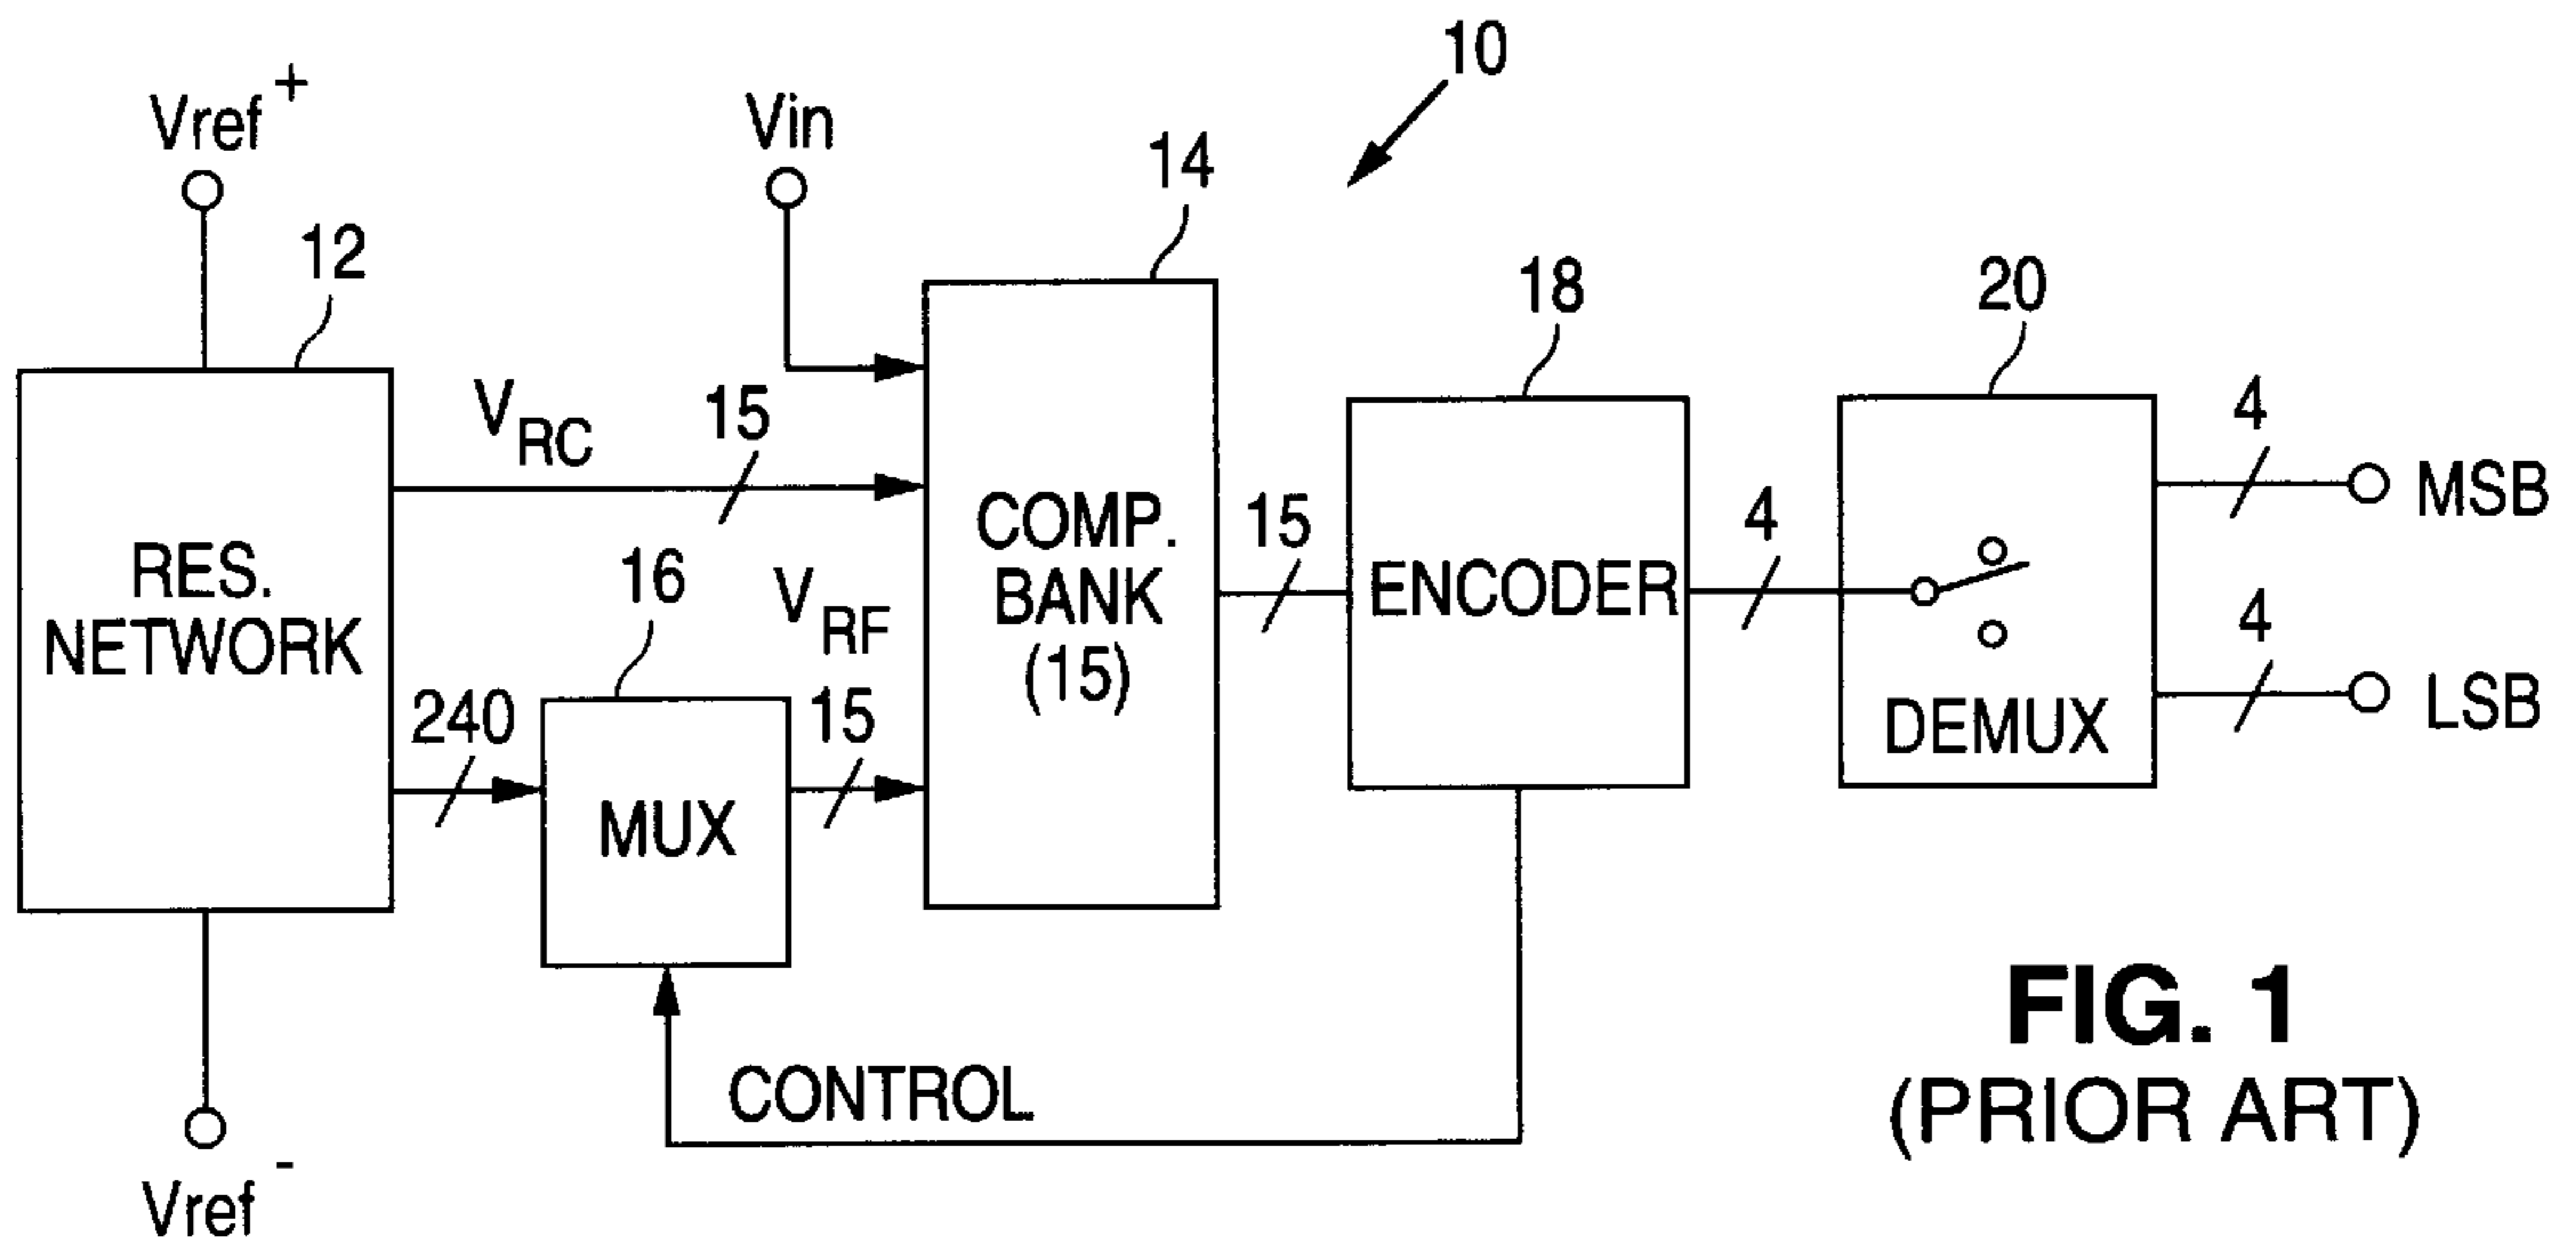 10
Vref+
Vin
14
12
18
20
VRC
15
4
MSB
RES.
NETWORK
COMP.
BANK
(15)
15
ENCODER
4
16
VRF
4
LSB
240
15
MUX
DEMUX
CONTROL
Vref-
FIG. 1
(PRIOR ART)